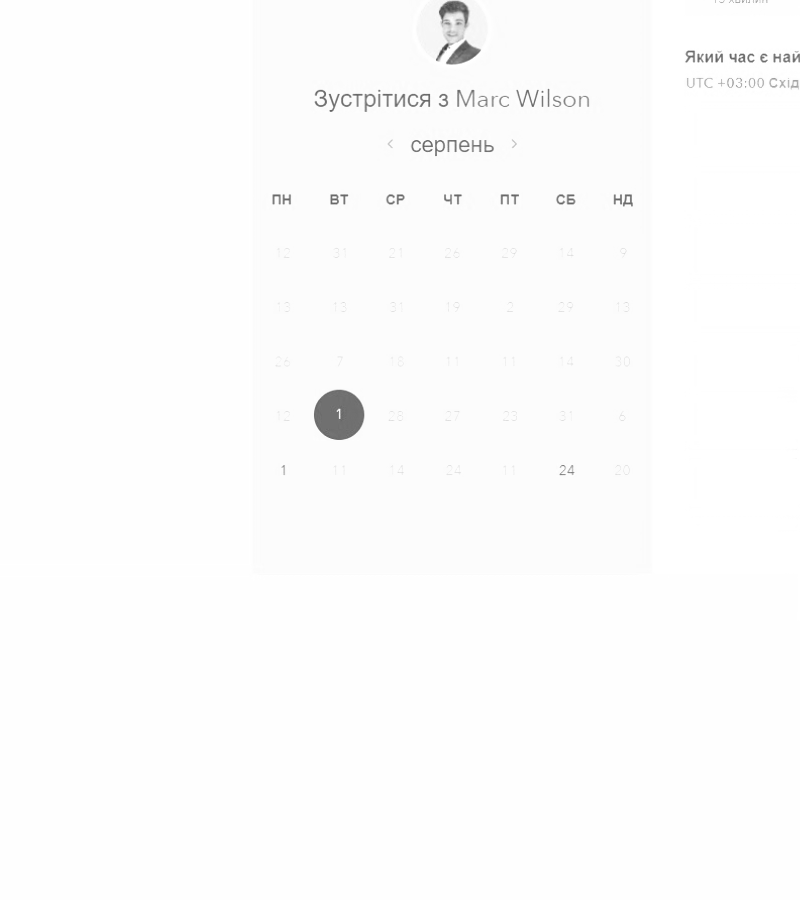 15 хвилин
Який час є най
UTC +03:00 Схід
Зустрітися з Marc Wilson
серпень
ПН ВТ СР ЧТ ПТ СБ НД
12 31 21 26 29 14 9
13 13 31 19 2 29 13
26 7 18 11 11 14 30
12 1 28 27 23 31 6
1 11 14 24 11 24 20